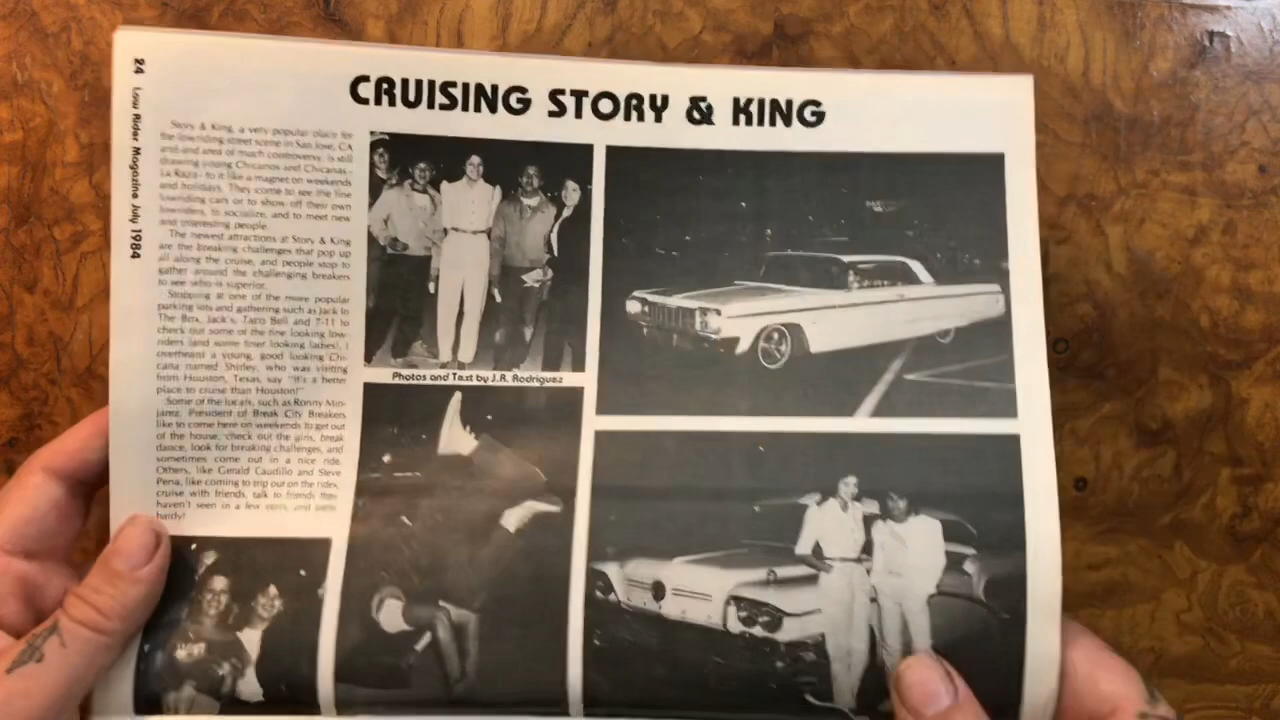 24 Low Rider Magazine July 1984
CRUISING STORY & KING
Story & King, a very popular place for
the lowriding street scene in San Jose, CA
and and area of much controversy, is still
drawing young Chicanos and Chicanas -
La Raza - to it like a magnet on weekends
and holidays. They come to see the fine
lowriding cars or to show off their own
lowriders, to socialize, and to meet new
and interesting people.
The newest attractions at Story & King
are the breaking challenges that pop up
all along the cruise, and people stop to
gather around the challenging breakers
to see who is superior.
Stopping at one of the more popular
parking lots and gathering such as Jack In
The Box, Jack's, Taco Bell and 7-11 to
check out some of the fine looking low-
riders (and some finer looking ladies), I
overheard a young, good looking Chi-
cana named Shirley, who was visiting
from Houston, Texas, say "it's a better
place to cruise than Houston!"
Some of the locals, such as Ronny Min-
jarez, President of Break City Breakers
like to come here on weekends to get out
of the house, check out the girls, break
dance, look for breaking challenges, and
sometimes come out in a nice ride.
Others, like Gerald Caudillo and Steve
Pena, like coming to trip out on the rides,
cruise with friends, talk to friends they
haven't seen in a few years, and party
hardy!
Photos and Text by J.R. Rodriguez